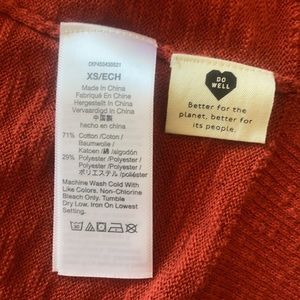 XS/ECH
Made In China
Fabriqué En China
Hergestellt In China
Vervaardigd In China
中国製
hecho en china
71% Cotton /Coton/
Baumwolle /
Katoen /綿 /algodón
29% Polyester /Polyester /
Polyester /Polyester /
ポリエステル /poliéster
Machine Wash Cold With
Like Colors. Non-Chlorine
Bleach Only. Tumble
Dry Low. Iron On Lowest
Setting.
DO
WELL
Better for the
planet, better for
its people.